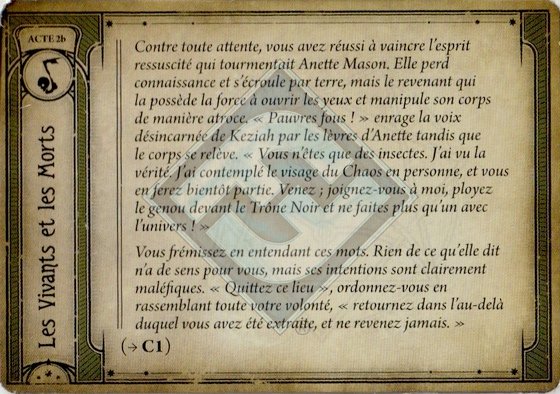 ACTE 2b
Les Vivants et les Morts
Contre toute attente, vous avez réussi à vaincre l'esprit
ressuscité qui tourmentait Anette Mason. Elle perd
connaissance et s'écroule par terre, mais le revenant qui
la possède la force à ouvrir les yeux et manipule son corps
de manière atroce. « Pauvres fous ! » enrage la voix
désincarnée de Keziah par les lèvres d'Anette tandis que
le corps se relève. « Vous n'êtes que des insectes. J'ai vu la
vérité. J'ai contemplé le visage du Chaos en personne, et vous
en ferez bientôt partie. Venez ; joignez-vous à moi, ployez
le genou devant le Trône Noir et ne faites plus qu'un avec
l'univers ! »
Vous frémissez en entendant ces mots. Rien de ce qu'elle dit
n'a de sens pour vous, mais ses intentions sont clairement
maléfiques. « Quittez ce lieu », ordonnez-vous en
rassemblant toute votre volonté, « retournez dans l'au-delà
duquel vous avez été extraite, et ne revenez jamais. »
(→ C1)